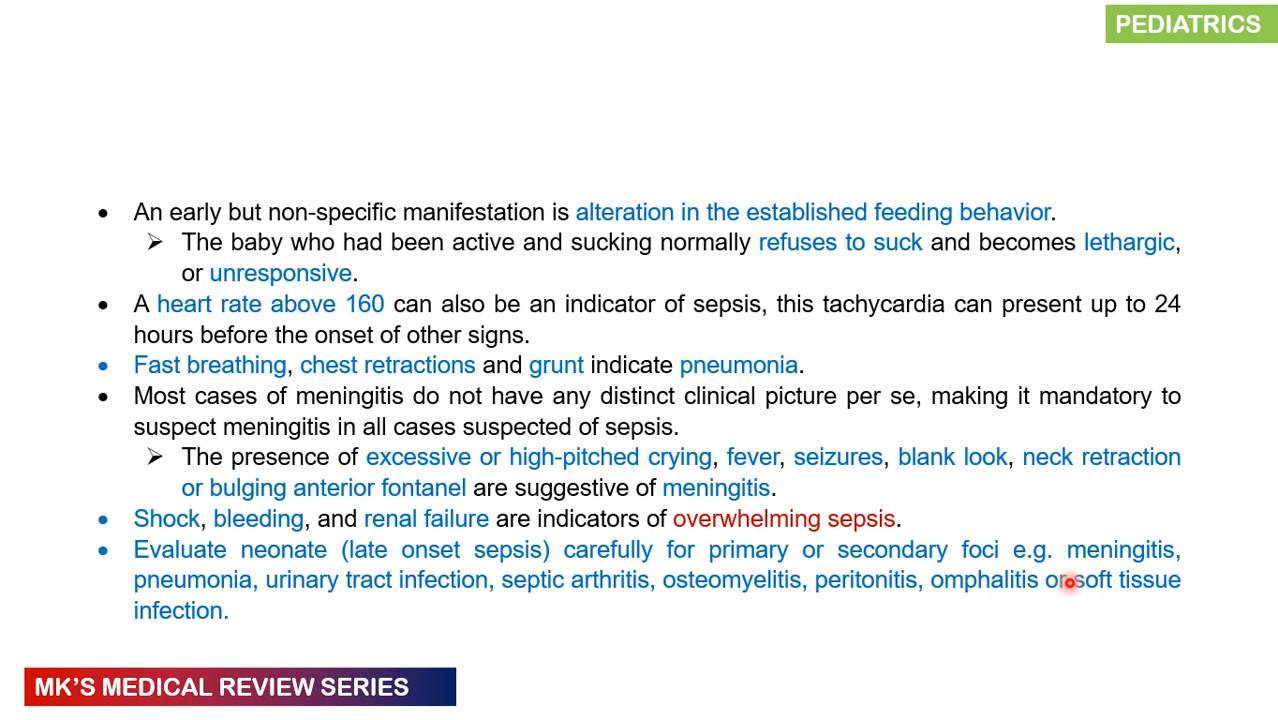 PEDIATRICS
• An early but non-specific manifestation is alteration in the established feeding behavior.
➢ The baby who had been active and sucking normally refuses to suck and becomes lethargic,
or unresponsive.
• A heart rate above 160 can also be an indicator of sepsis, this tachycardia can present up to 24
hours before the onset of other signs.
• Fast breathing, chest retractions and grunt indicate pneumonia.
• Most cases of meningitis do not have any distinct clinical picture per se, making it mandatory to
suspect meningitis in all cases suspected of sepsis.
➢ The presence of excessive or high-pitched crying, fever, seizures, blank look, neck retraction
or bulging anterior fontanel are suggestive of meningitis.
• Shock, bleeding, and renal failure are indicators of overwhelming sepsis.
• Evaluate neonate (late onset sepsis) carefully for primary or secondary foci e.g. meningitis,
pneumonia, urinary tract infection, septic arthritis, osteomyelitis, peritonitis, omphalitis or soft tissue
infection.
MK’S MEDICAL REVIEW SERIES